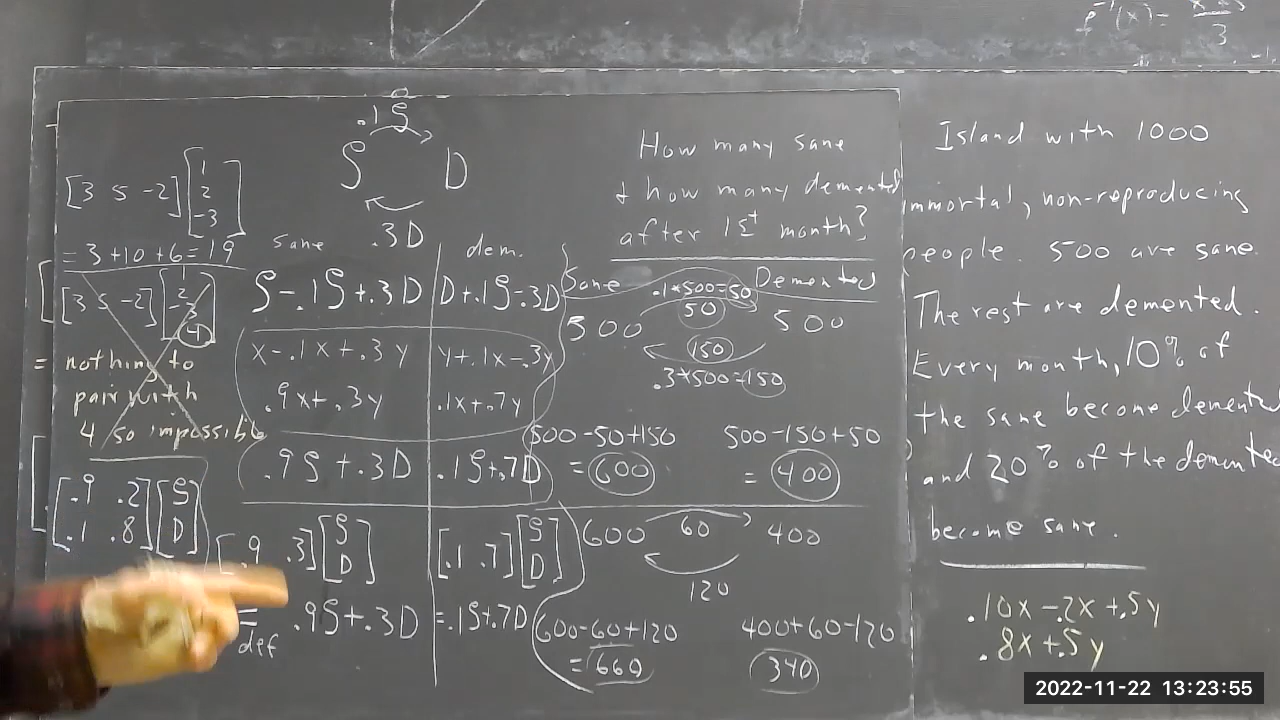 [3 5 -2] [1 2 -3]
= 3+10+6=19
[3 5 -2] [1 2 -3 4]
= nothing to
pair with
4 so impossible
[.9 .2 .1 .8] [S D]
.1S
S D
.3D
sane dem.
S-.1S+.3D D+.1S-.3D
x-.1x+.3y y+.1x-.3y
.9x+.3y .1x+.7y
.9S+.3D .1S+.7D
[.9 .3] [S D] [.1 .7] [S D]
= .9S+.3D =.1S+.7D
def
How many sane
& how many demented
after 1st month?
Sane Demented
.1*500=50
50
500 500
150
.3*500=150
500-50+150 500-150+50
= 600 = 400
600 60 400
120
600-60+120 400+60-120
= 660 340
Island with 1000
immortal, non-reproducing
people. 500 are sane.
The rest are demented.
Every month, 10% of
the sane become demented
and 20% of the demented
become sane.
.10x-.2x+.5y
.8x+.5y
2022-11-22 13:23:55